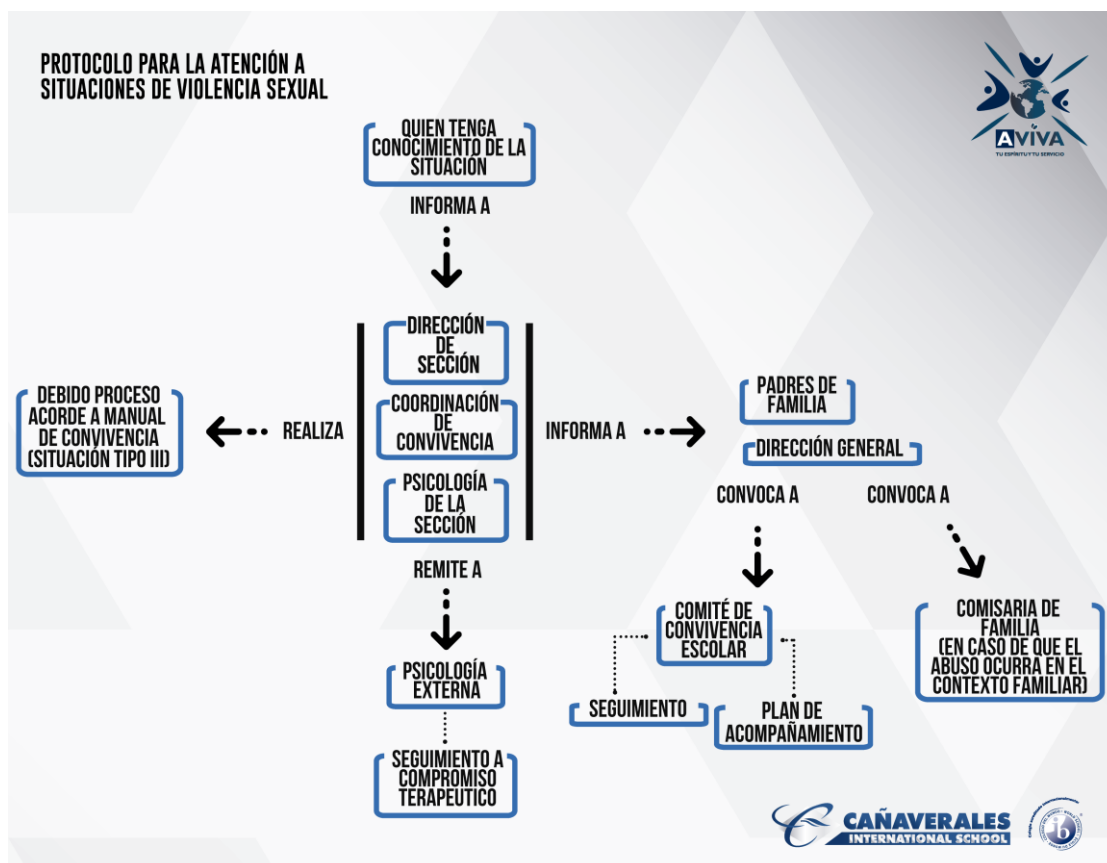 PROTOCOLO PARA LA ATENCIÓN A
SITUACIONES DE VIOLENCIA SEXUAL
AVIVA
TU ESPÍRITU Y TU SERVICIO
QUIEN TENGA
CONOCIMIENTO DE LA
SITUACIÓN
INFORMA A
DIRECCIÓN
DE
SECCIÓN
COORDINACIÓN
DE
CONVIVENCIA
PSICOLOGÍA
DE LA
SECCIÓN
REALIZA
DEBIDO PROCESO
ACORDE A MANUAL
DE CONVIVENCIA
(SITUACIÓN TIPO III)
INFORMA A
PADRES DE
FAMILIA
DIRECCIÓN GENERAL
CONVOCA A
CONVOCA A
REMITE A
PSICOLOGÍA
EXTERNA
SEGUIMIENTO A
COMPROMISO
TERAPEUTICO
COMITÉ DE
CONVIVENCIA
ESCOLAR
SEGUIMIENTO
PLAN DE
ACOMPAÑAMIENTO
COMISARIA DE
FAMILIA
(EN CASO DE QUE EL
ABUSO OCURRA EN EL
CONTEXTO FAMILIAR)
CAÑAVERALES
INTERNATIONAL SCHOOL
ib